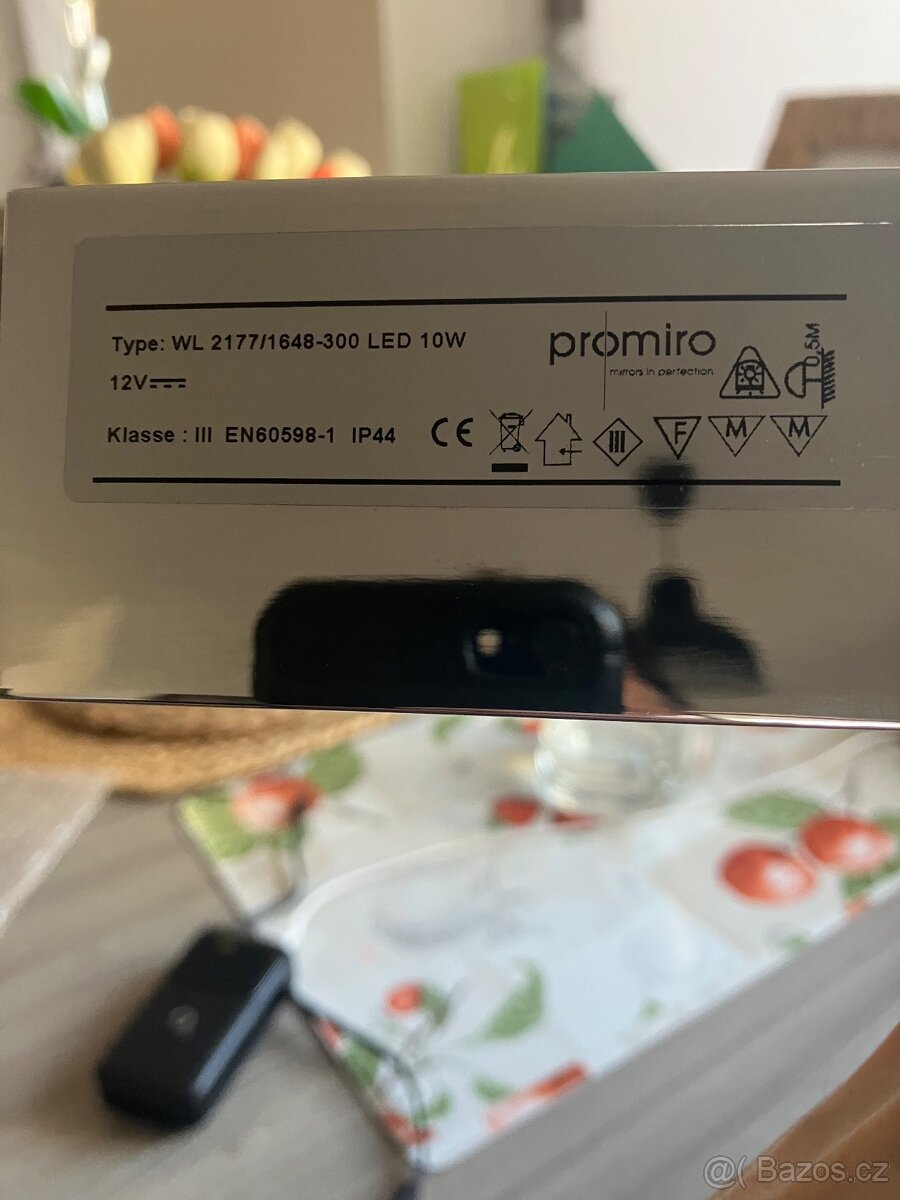 Type: WL 2177/1648-300 LED 10W
promiro
mirrors in perfection
0,5M
12V
Klasse : III EN60598-1 IP44
CE
III
F
M
M
@( Bazos.cz